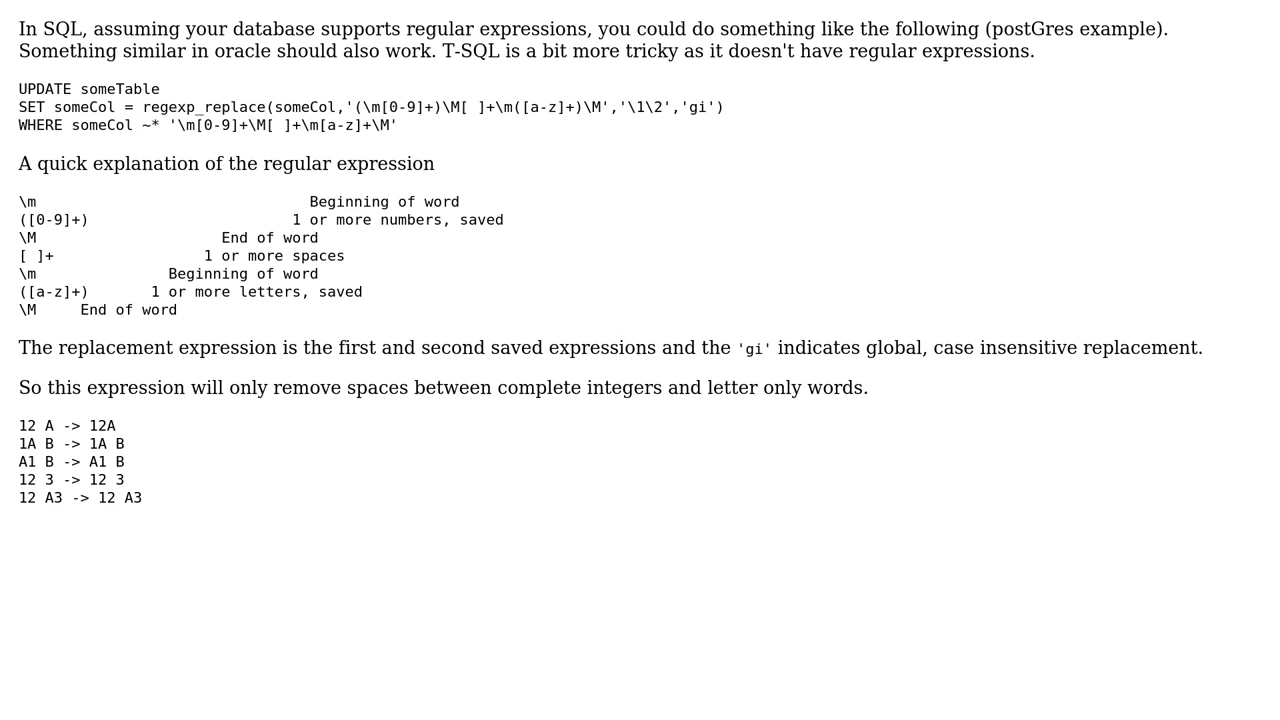 In SQL, assuming your database supports regular expressions, you could do something like the following (postGres example).
Something similar in oracle should also work. T-SQL is a bit more tricky as it doesn't have regular expressions.
UPDATE someTable
SET someCol = regexp_replace(someCol,'(\m[0-9]+)\M[ ]+\m([a-z]+)\M','\1\2','gi')
WHERE someCol ~* '\m[0-9]+\M[ ]+\m[a-z]+\M'
A quick explanation of the regular expression
\m                               Beginning of word
([0-9]+)                       1 or more numbers, saved
\M                     End of word
[ ]+                 1 or more spaces
\m               Beginning of word
([a-z]+)       1 or more letters, saved
\M     End of word
The replacement expression is the first and second saved expressions and the 'gi' indicates global, case insensitive replacement.
So this expression will only remove spaces between complete integers and letter only words.
12 A -> 12A
1A B -> 1A B
A1 B -> A1 B
12 3 -> 12 3
12 A3 -> 12 A3